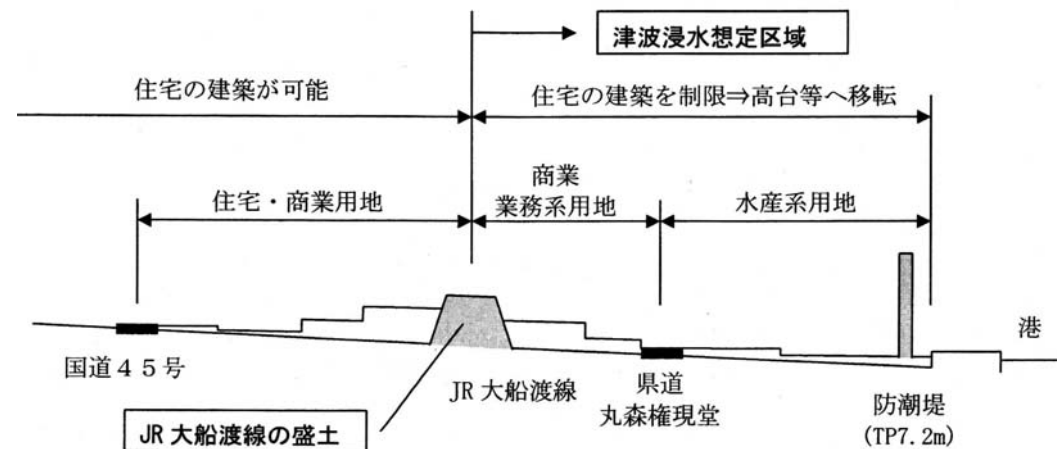 津波浸水想定区域
住宅の建築が可能
住宅の建築を制限⇒高台等へ移転
住宅・商業用地
商業
業務系用地
水産系用地
港
国道45号
JR 大船渡線
県道
丸森権現堂
防潮堤
(TP7.2m)
JR 大船渡線の盛土